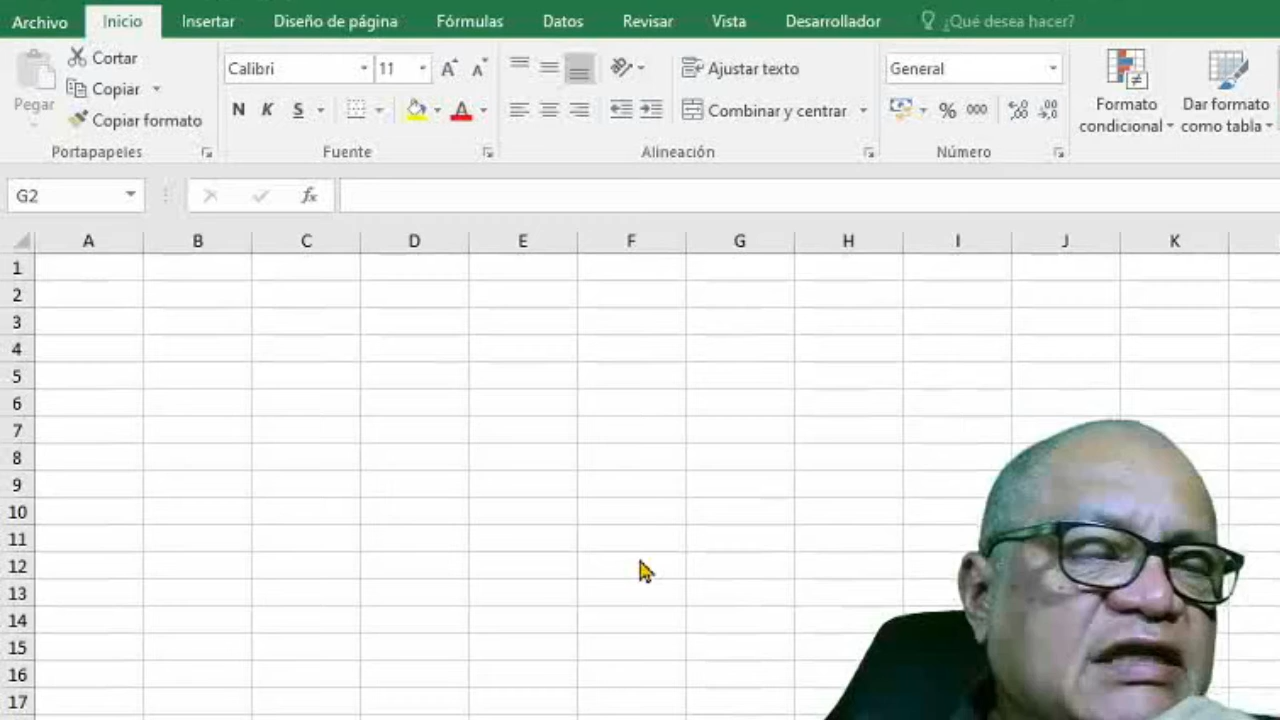 Archivo Inicio Insertar Diseño de página Fórmulas Datos Revisar Vista Desarrollador ¿Qué desea hacer?
Pegar
Cortar
Copiar
Copiar formato
Portapapeles
Calibri 11 A A
N K S A
Fuente
Ajustar texto
Combinar y centrar
Alineación
General
% 000 ,00 ,00
Número
Formato condicional
Dar formato como tabla
G2 fx
A B C D E F G H I J K
1
2
3
4
5
6
7
8
9
10
11
12
13
14
15
16
17